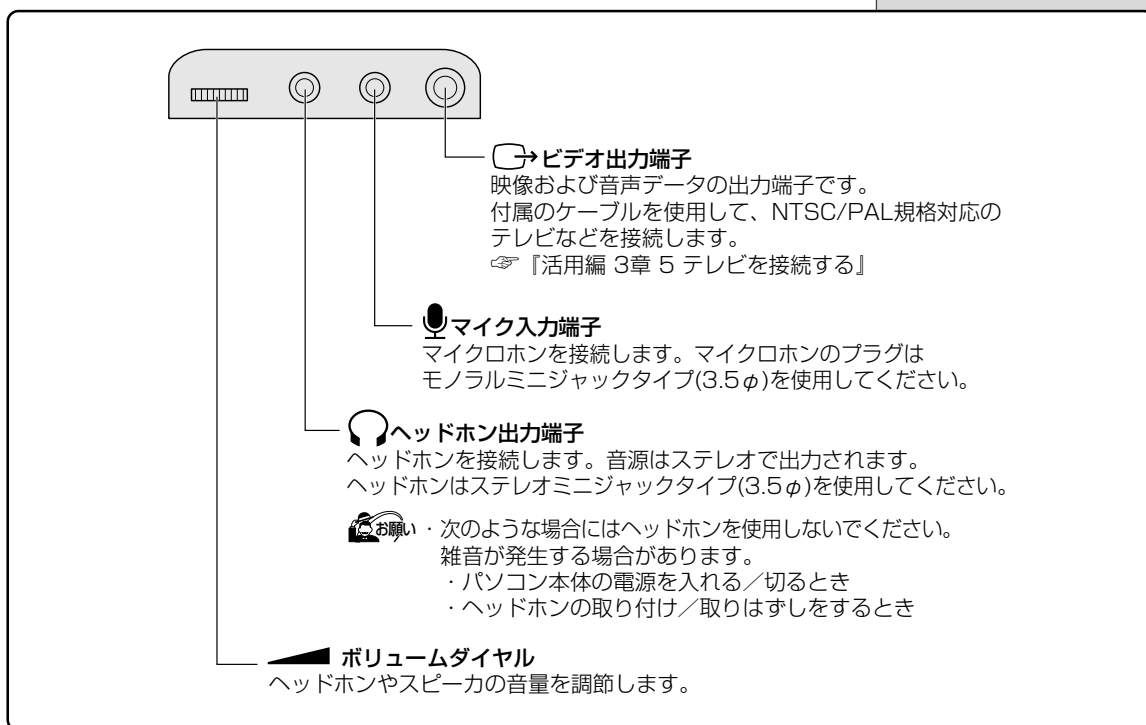 ビデオ出力端子
映像および音声データの出力端子です。
付属のケーブルを使用して、NTSC/PAL規格対応の
テレビなどを接続します。
☞『活用編 3章 5 テレビを接続する』
マイク入力端子
マイクロホンを接続します。マイクロホンのプラグは
モノラルミニジャックタイプ(3.5φ)を使用してください。
ヘッドホン出力端子
ヘッドホンを接続します。音源はステレオで出力されます。
ヘッドホンはステレオミニジャックタイプ(3.5φ)を使用してください。
お願い ・次のような場合にはヘッドホンを使用しないでください。
雑音が発生する場合があります。
・パソコン本体の電源を入れる／切るとき
・ヘッドホンの取り付け／取りはずしをするとき
ボリュームダイヤル
ヘッドホンやスピーカの音量を調節します。